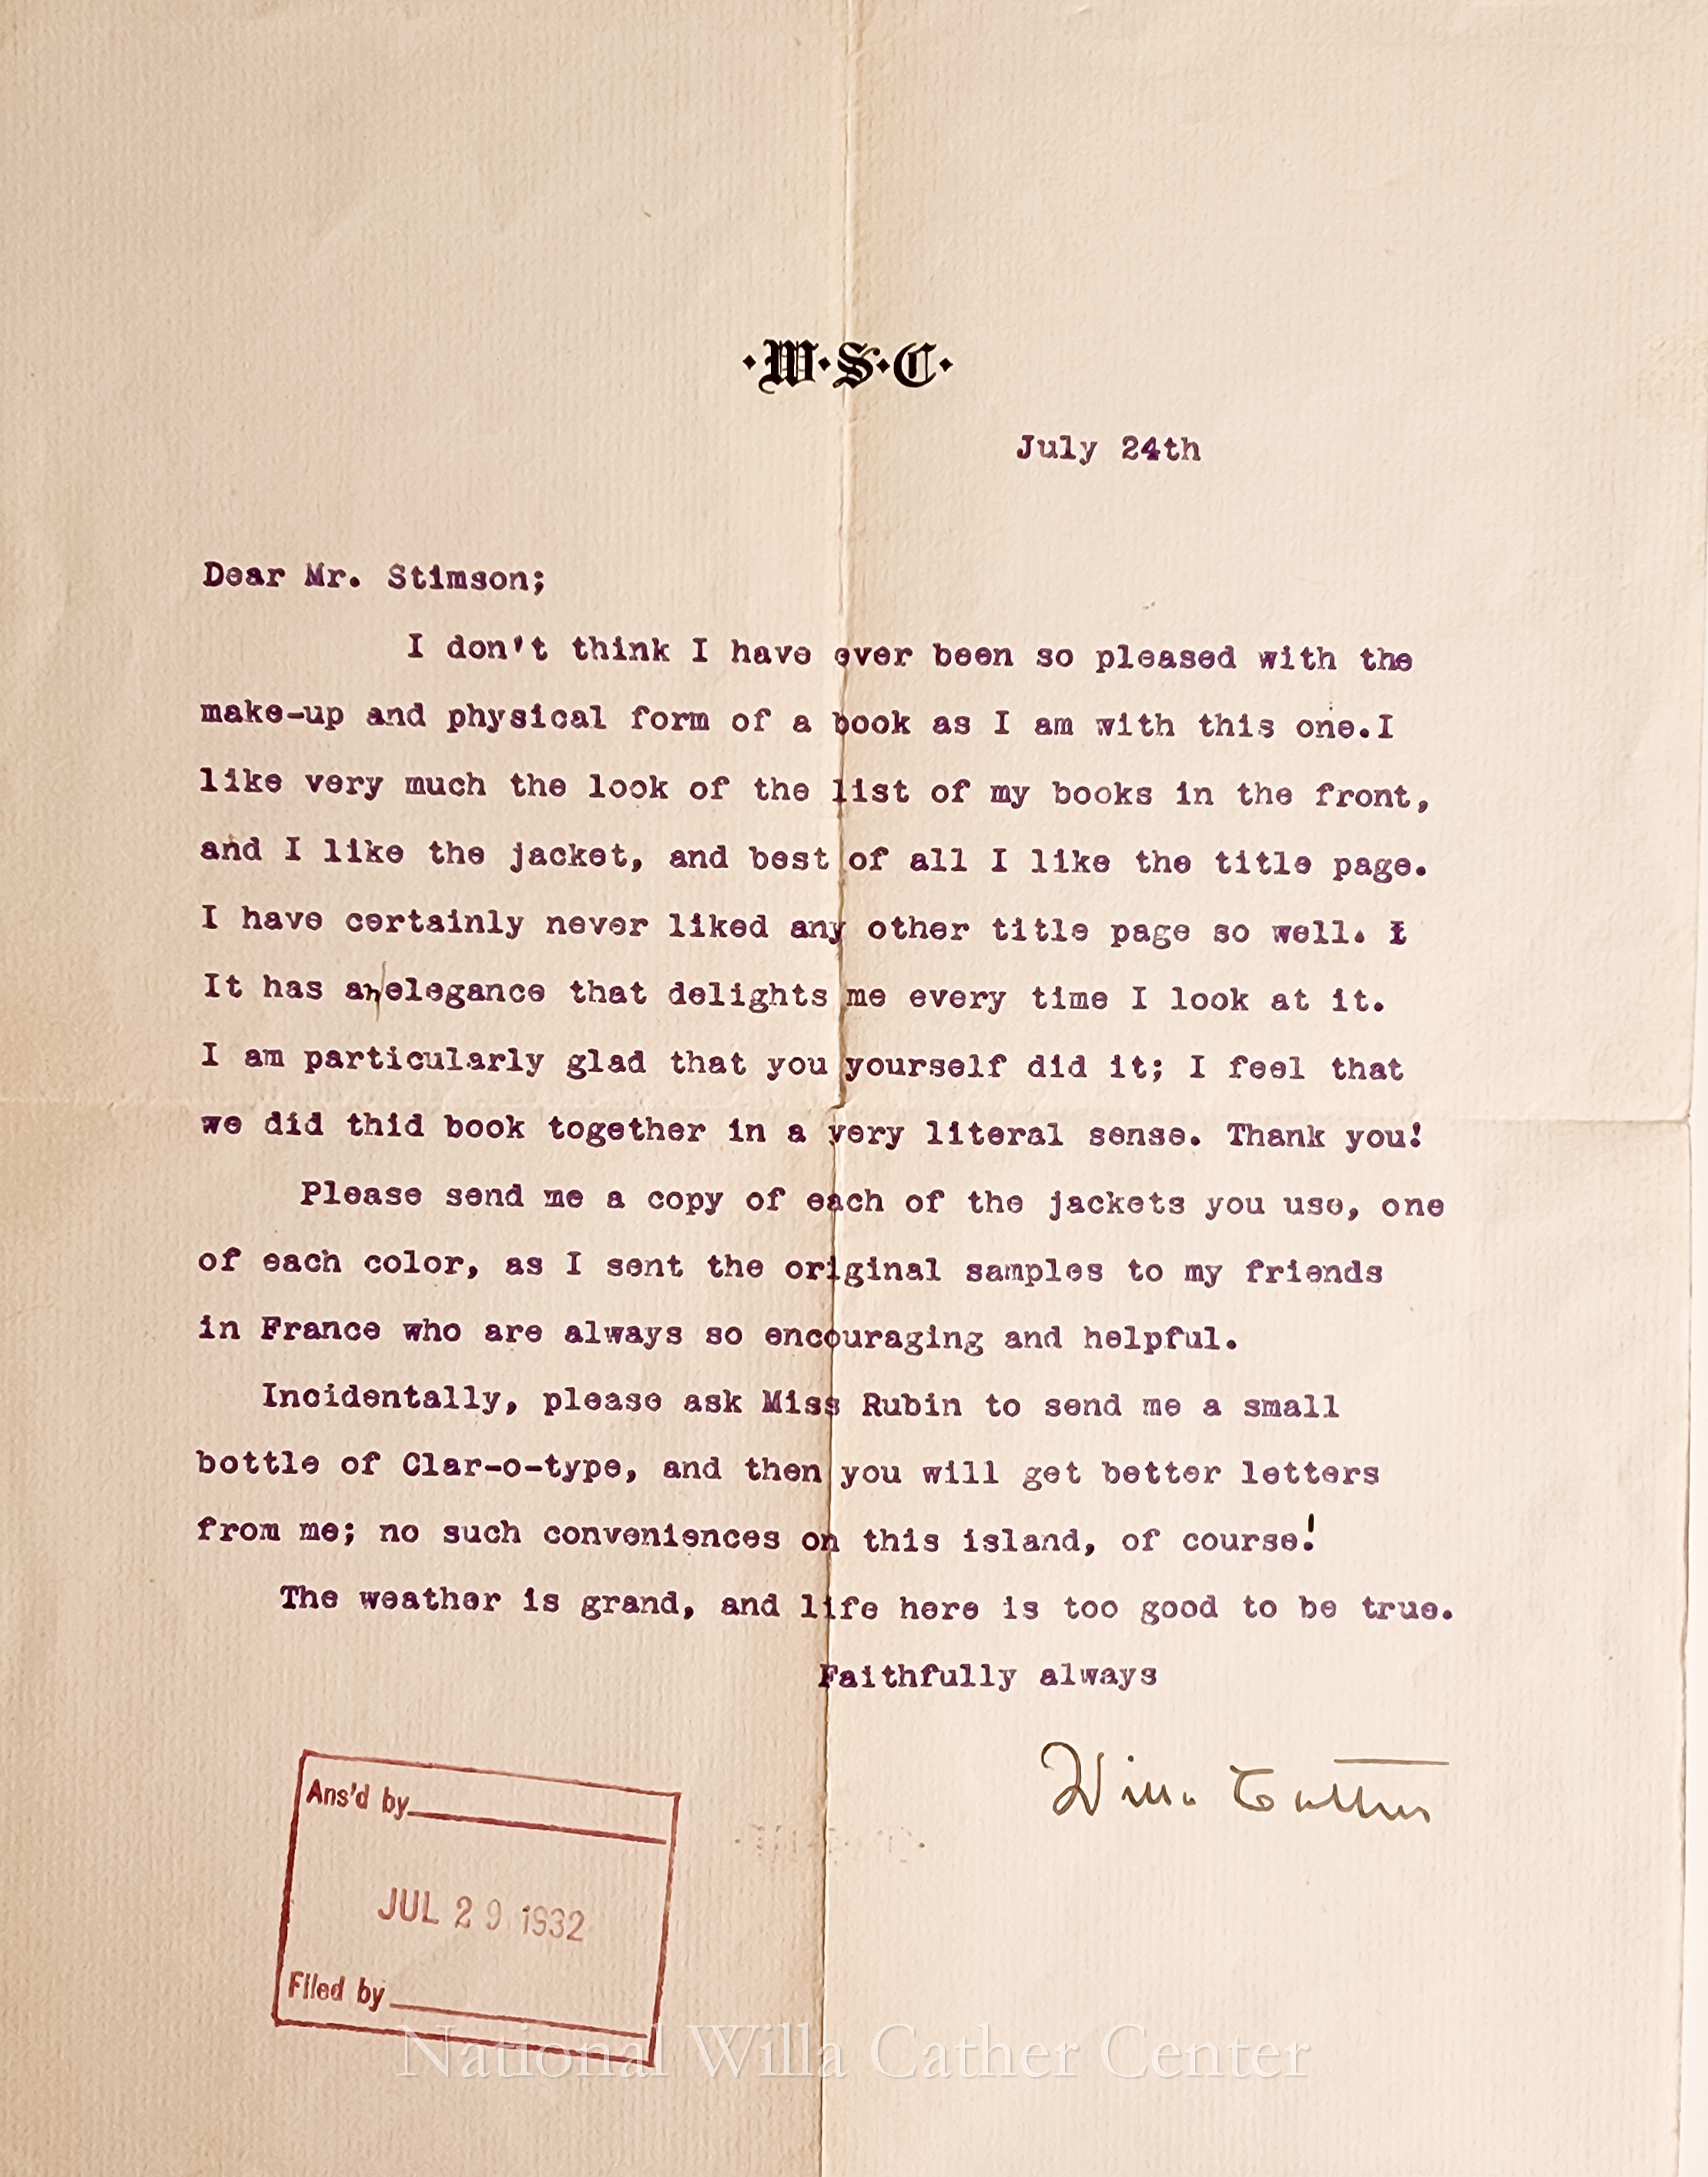 ·W·S·C·
July 24th
Dear Mr. Stimson;
I don't think I have ever been so pleased with the
make-up and physical form of a book as I am with this one.I
like very much the look of the list of my books in the front,
and I like the jacket, and best of all I like the title page.
I have certainly never liked any other title page so well. I
It has an elegance that delights me every time I look at it.
I am particularly glad that you yourself did it; I feel that
we did thid book together in a very literal sense. Thank you!
Please send me a copy of each of the jackets you use, one
of each color, as I sent the original samples to my friends
in France who are always so encouraging and helpful.
Incidentally, please ask Miss Rubin to send me a small
bottle of Clar-o-type, and then you will get better letters
from me; no such conveniences on this island, of course!
The weather is grand, and life here is too good to be true.
Faithfully always
Willa Cather
Ans'd by
JUL 29 1932
Filed by
National Willa Cather Center